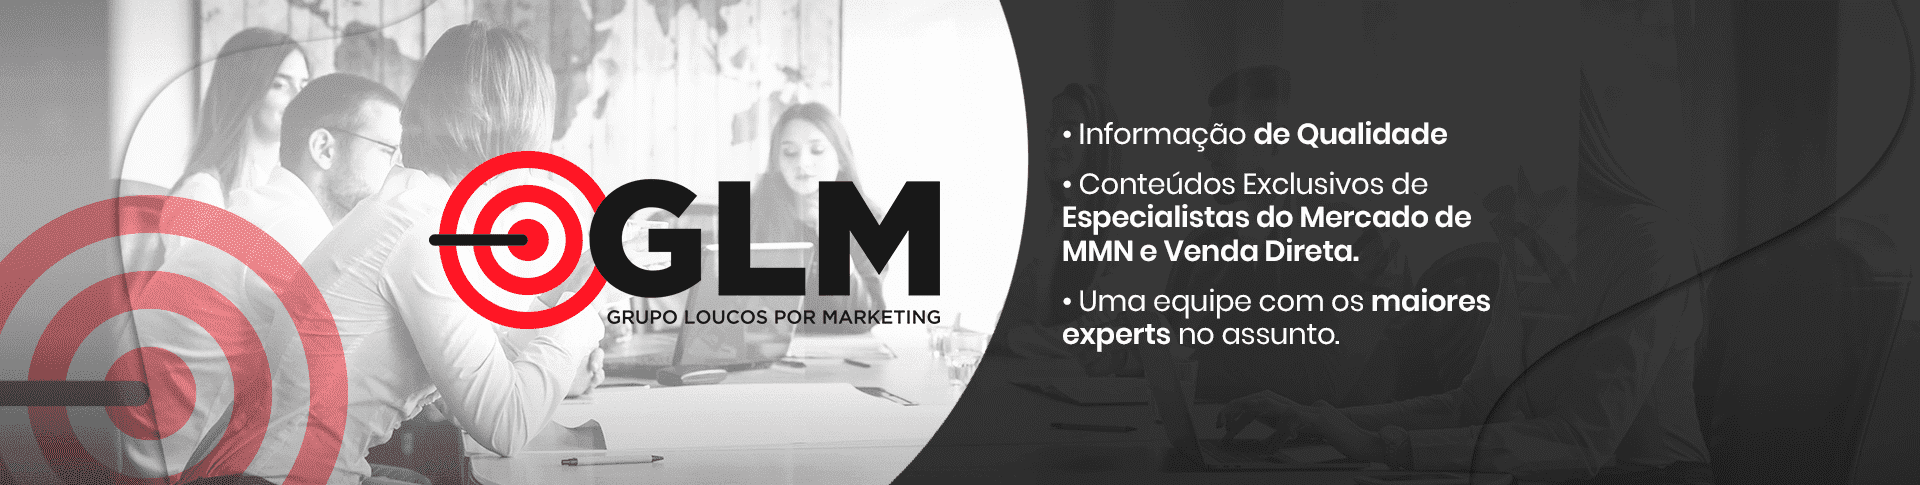 GLM
GRUPO LOUCOS POR MARKETING
• Informação de Qualidade
• Conteúdos Exclusivos de
Especialistas do Mercado de
MMN e Venda Direta.
• Uma equipe com os maiores
experts no assunto.